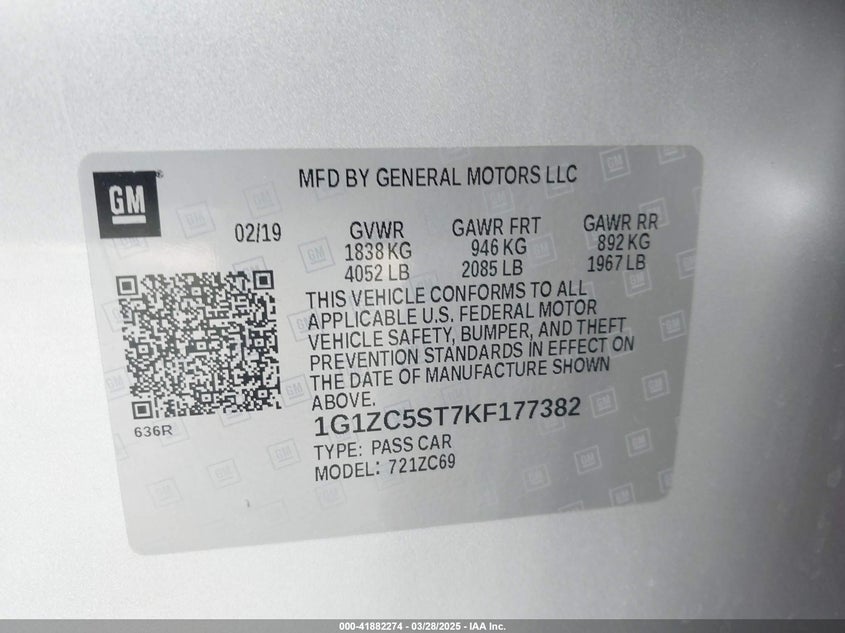 GM
MFD BY GENERAL MOTORS LLC
02/19 GVWR GAWR FRT GAWR RR
1838 KG 946 KG 892 KG
4052 LB 2085 LB 1967 LB
THIS VEHICLE CONFORMS TO ALL
APPLICABLE U.S. FEDERAL MOTOR
VEHICLE SAFETY, BUMPER, AND THEFT
PREVENTION STANDARDS IN EFFECT ON
THE DATE OF MANUFACTURE SHOWN
ABOVE.
636R
1G1ZC5ST7KF177382
TYPE: PASS CAR
MODEL: 721ZC69
000-41882274 | 03/28/2025 - IAA Inc.